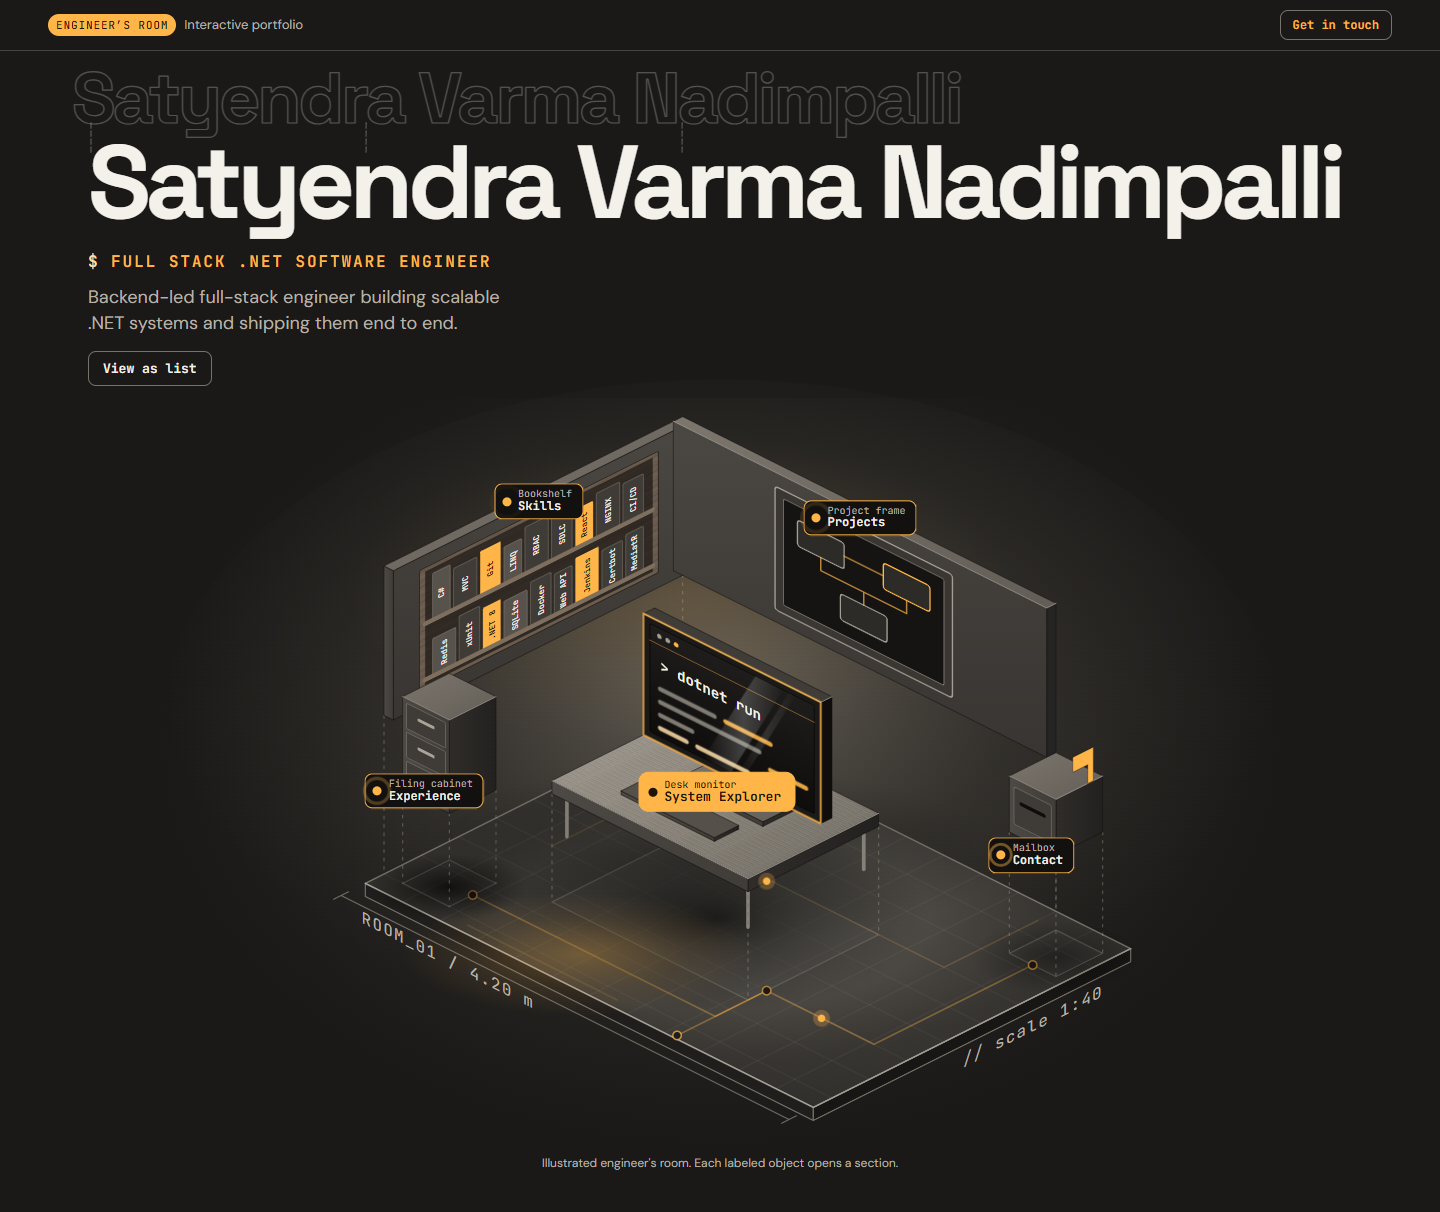 ENGINEER'S ROOM Interactive portfolio
Get in touch
Satyendra Varma Nadimpalli
Satyendra Varma Nadimpalli
$ FULL STACK .NET SOFTWARE ENGINEER
Backend-led full-stack engineer building scalable
.NET systems and shipping them end to end.
View as list
Bookshelf
Skills
Project frame
Projects
C#
MVC
Git
LINQ
RBAC
SDLC
React
NGINX
CI/CD
Redis
xUnit
.NET 8
SQLite
Docker
Web API
Jenkins
Certbot
MediatR
> dotnet run
Filing cabinet
Experience
Desk monitor
System Explorer
Mailbox
Contact
ROOM_01 / 4.20 m
// scale 1:40
Illustrated engineer's room. Each labeled object opens a section.